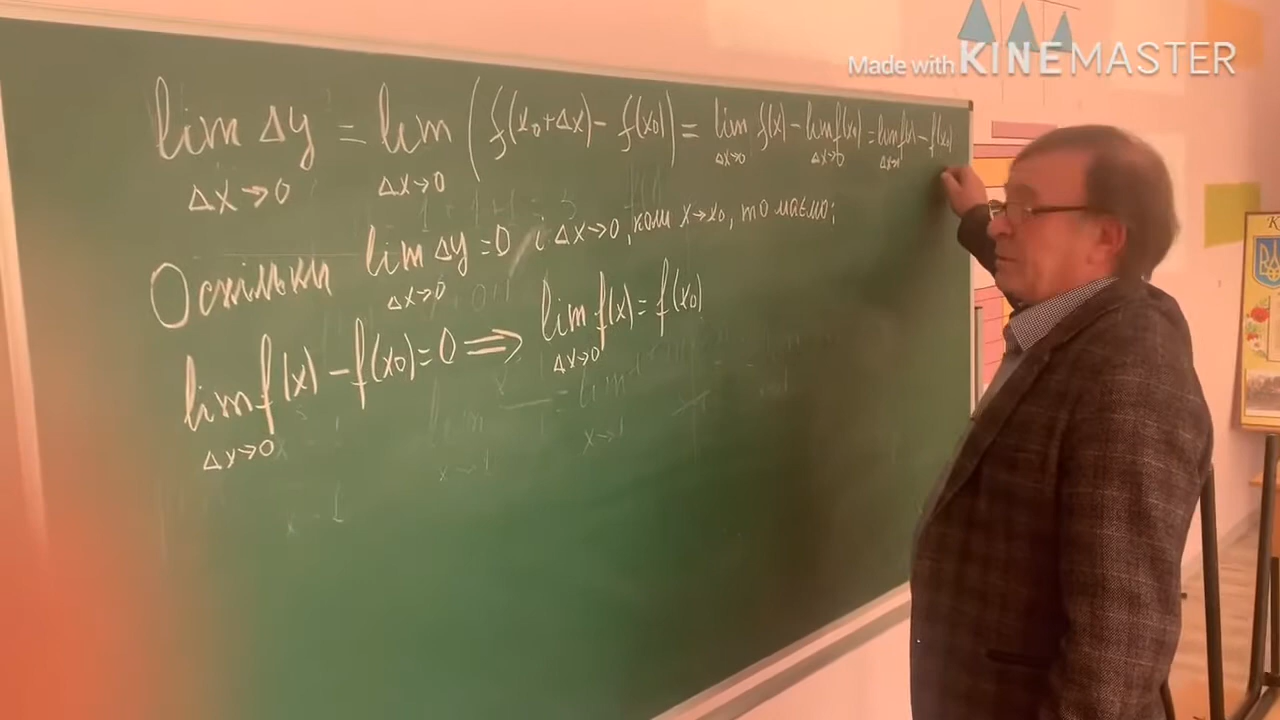 Made with KINEMASTER
lim Δy = lim (f(x₀+Δx) − f(x₀)) = lim f(x) − lim f(x₀) = lim f(x) − f(x₀)
Δx→0 Δx→0 Δx→0 Δx→0 Δx→0
Оскільки lim Δy = 0 і Δx→0, коли x→x₀, то маємо:
Δx→0
lim f(x) − f(x₀) = 0 ⟹ lim f(x) = f(x₀)
Δx→0 Δx→0